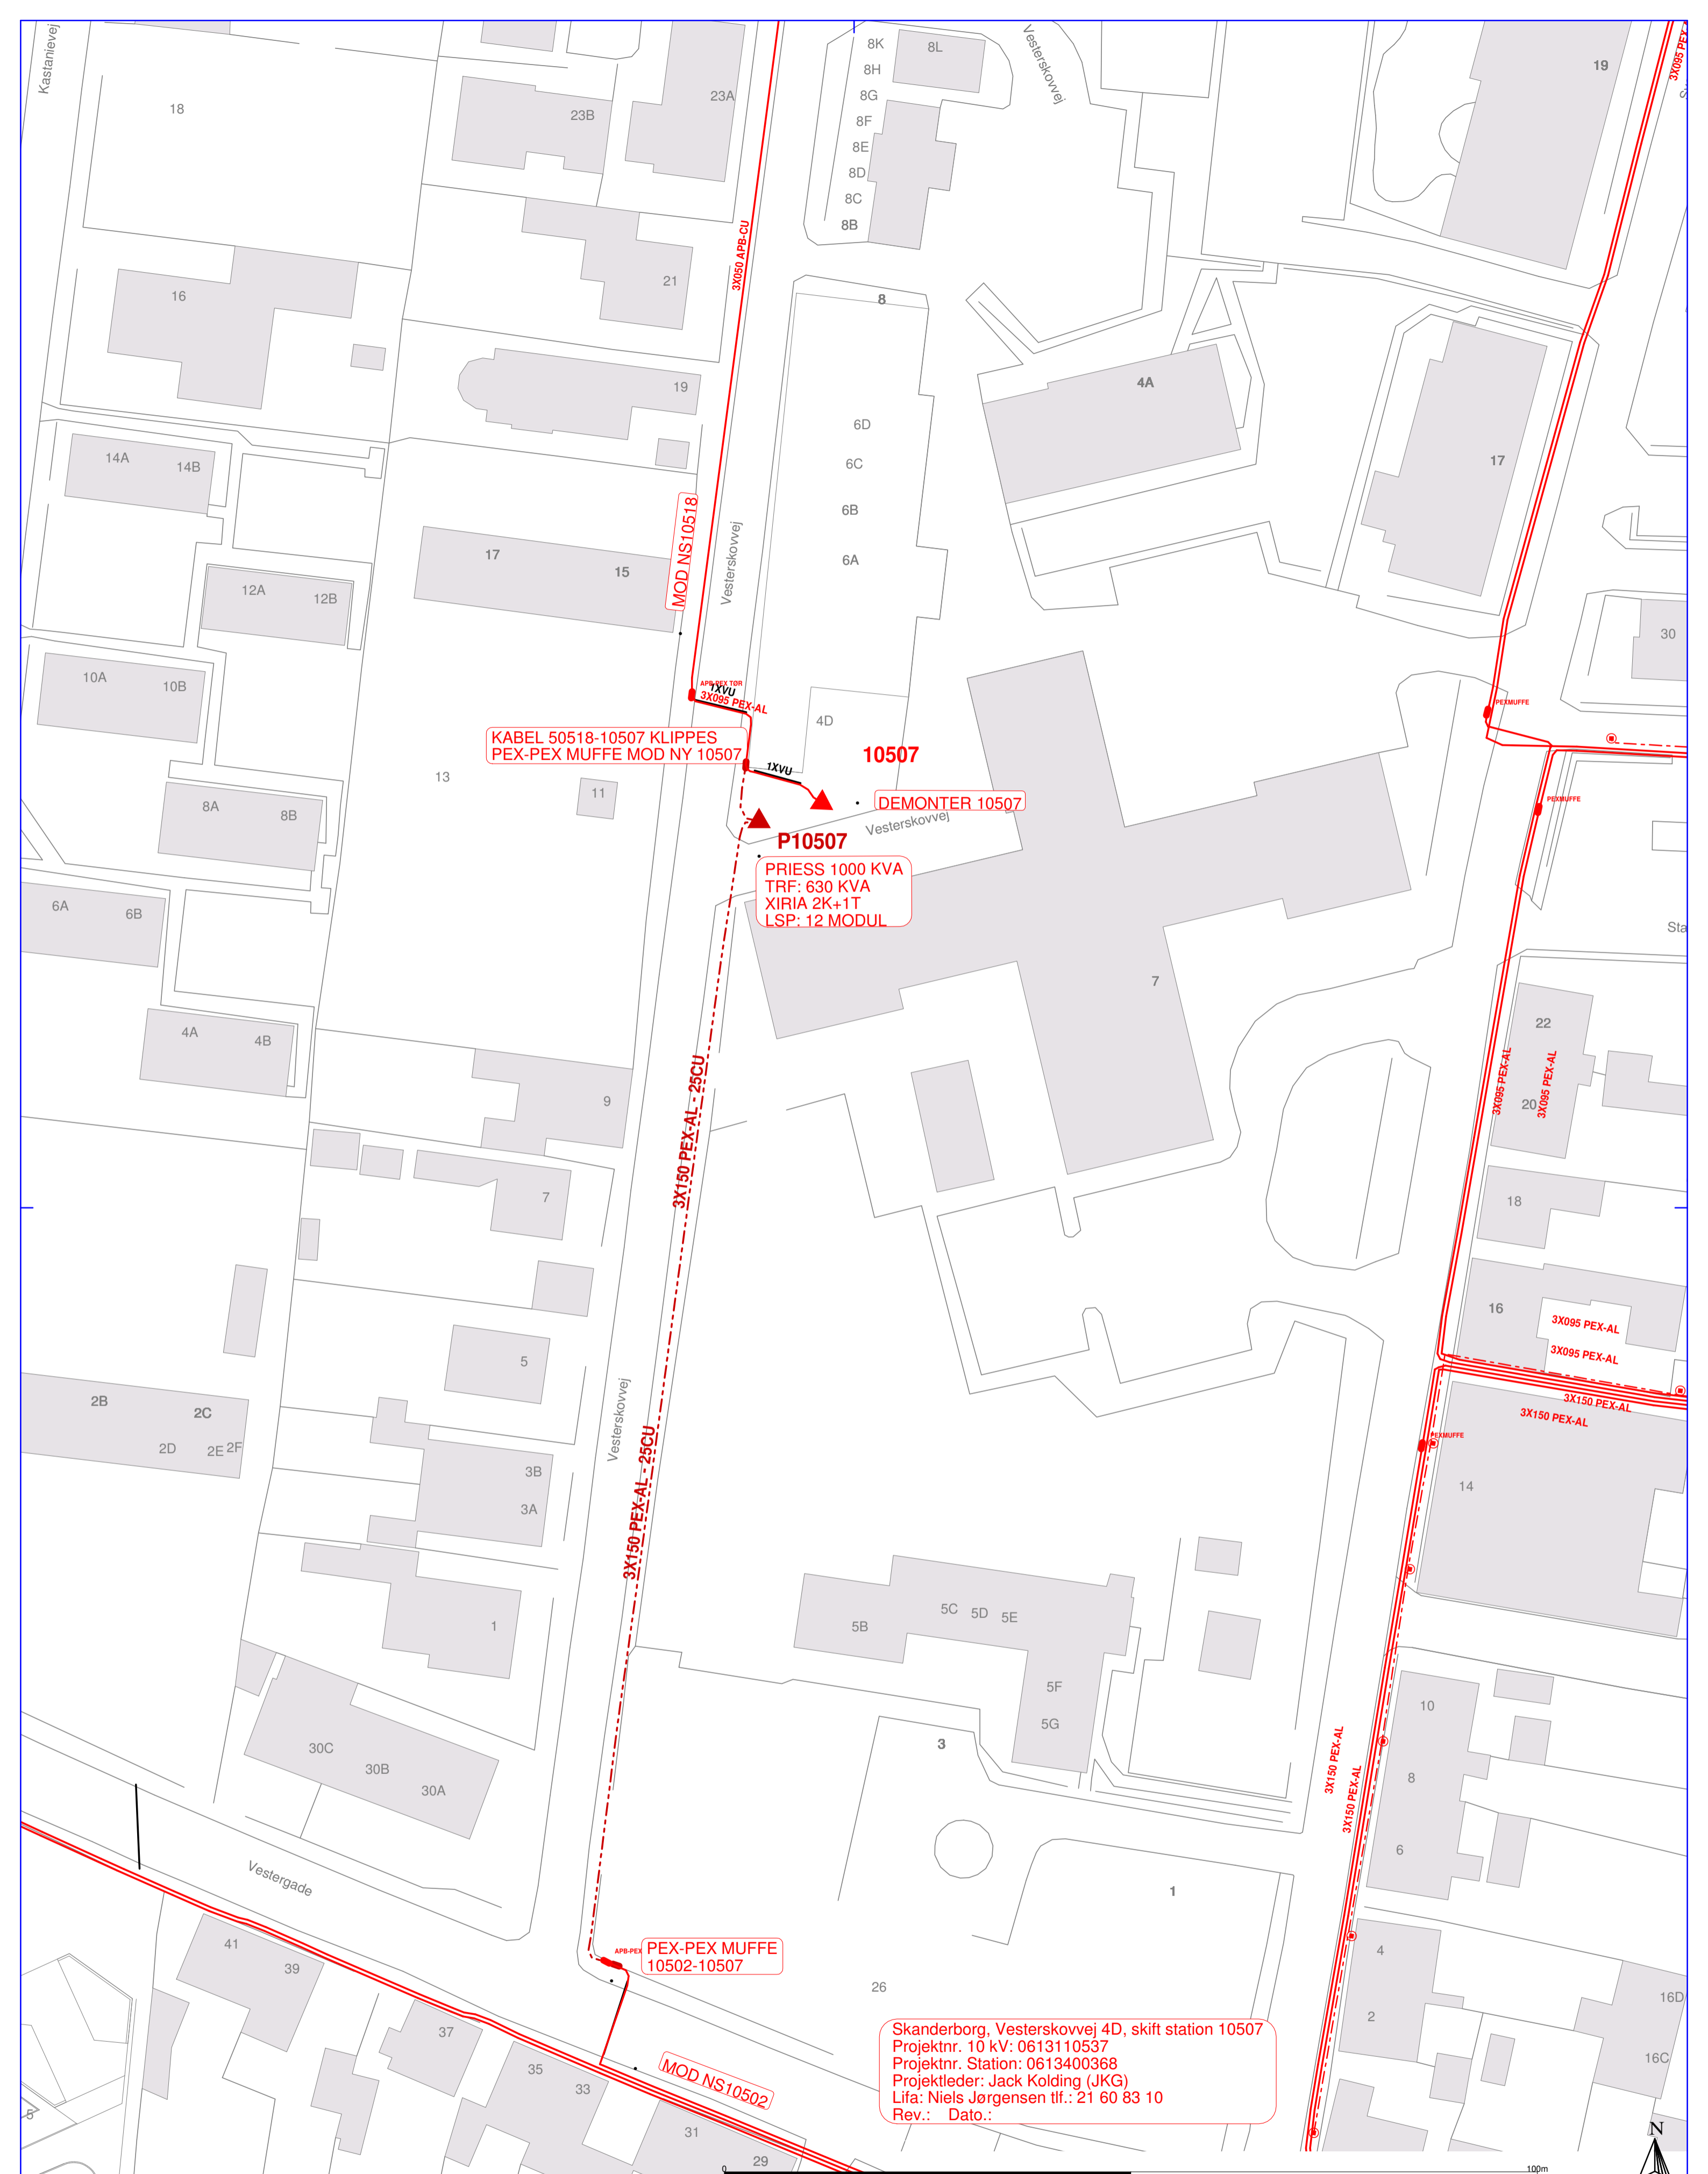 Kastanievej
18
23B
23A
8K
8L
8H
8G
8F
8E
8D
8C
8B
Vesterskovvej
19
3X095 PEX
3X050 APB-CU
16
21
8
19
4A
6D
6C
6B
6A
17
14A
14B
17
15
MOD NS10518
Vesterskovvej
12A
12B
30
10A
10B
APB-PEX TØR
1XVU
3X095 PEX-AL
4D
PEXMUFFE
KABEL 50518-10507 KLIPPES
PEX-PEX MUFFE MOD NY 10507
10507
1XVU
13
11
8A
8B
DEMONTER 10507
PEXMUFFE
Vesterskovvej
P10507
PRIESS 1000 KVA
TRF: 630 KVA
XIRIA 2K+1T
LSP: 12 MODUL
6A
6B
Sta
7
22
4A
4B
20
3X095 PEX-AL
3X095 PEX-AL
9
3X150 PEX-AL - 25CU
7
18
16
3X095 PEX-AL
3X095 PEX-AL
3X150 PEX-AL
3X150 PEX-AL
5
2B
2C
2D
2E
2F
Vesterskovvej
3X150 PEX-AL - 25CU
PEXMUFFE
3B
3A
14
1
5B
5C
5D
5E
5F
5G
10
30C
30B
30A
3
8
3X150 PEX-AL
3X150 PEX-AL
6
Vestergade
1
41
39
APB-PEX
PEX-PEX MUFFE
10502-10507
26
4
2
16D
16C
37
35
33
MOD NS10502
Skanderborg, Vesterskovvej 4D, skift station 10507
Projektnr. 10 kV: 0613110537
Projektnr. Station: 0613400368
Projektleder: Jack Kolding (JKG)
Lifa: Niels Jørgensen tlf.: 21 60 83 10
Rev.: Dato.:
5
31
29
N
0
100m